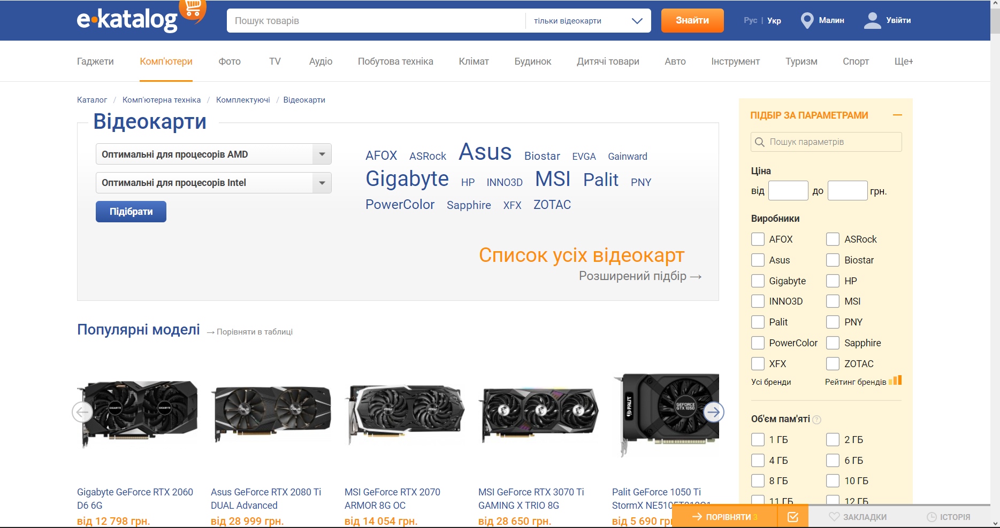 e•katalog
Пошук товарів
тільки відеокарти
Знайти
Рус | Укр
Малин
Увійти
Гаджети Комп'ютери Фото TV Аудіо Побутова техніка Клімат Будинок Дитячі товари Авто Інструмент Туризм Спорт Ще+
Каталог / Комп'ютерна техніка / Комплектуючі / Відеокарти
Відеокарти
Оптимальні для процесорів AMD
Оптимальні для процесорів Intel
Підібрати
AFOX ASRock Asus Biostar EVGA Gainward
Gigabyte HP INNO3D MSI Palit PNY
PowerColor Sapphire XFX ZOTAC
Список усіх відеокарт
Розширений підбір →
Популярні моделі → Порівняти в таблиці
GIGABYTE GIGABYTE
ASUS ASUS
PALIT
GEFORCE
GTX 1050
Gigabyte GeForce RTX 2060
D6 6G
від 12 798 грн.
Asus GeForce RTX 2080 Ti
DUAL Advanced
від 28 999 грн.
MSI GeForce RTX 2070
ARMOR 8G OC
від 14 054 грн.
MSI GeForce RTX 3070 Ti
GAMING X TRIO 8G
від 28 650 грн.
Palit GeForce 1050 Ti
StormX
від 5 690
ПІДБІР ЗА ПАРАМЕТРАМИ
Пошук параметрів
Ціна
від до грн.
Виробники
AFOX ASRock
Asus Biostar
Gigabyte HP
INNO3D MSI
Palit PNY
PowerColor Sapphire
XFX ZOTAC
Усі бренди Рейтинг брендів
Об'єм пам'яті ?
1 ГБ 2 ГБ
4 ГБ 6 ГБ
8 ГБ 10 ГБ
11 ГБ 12 ГБ
→ ПОРІВНЯТИ 3
ЗАКЛАДКИ
ІСТОРІЯ